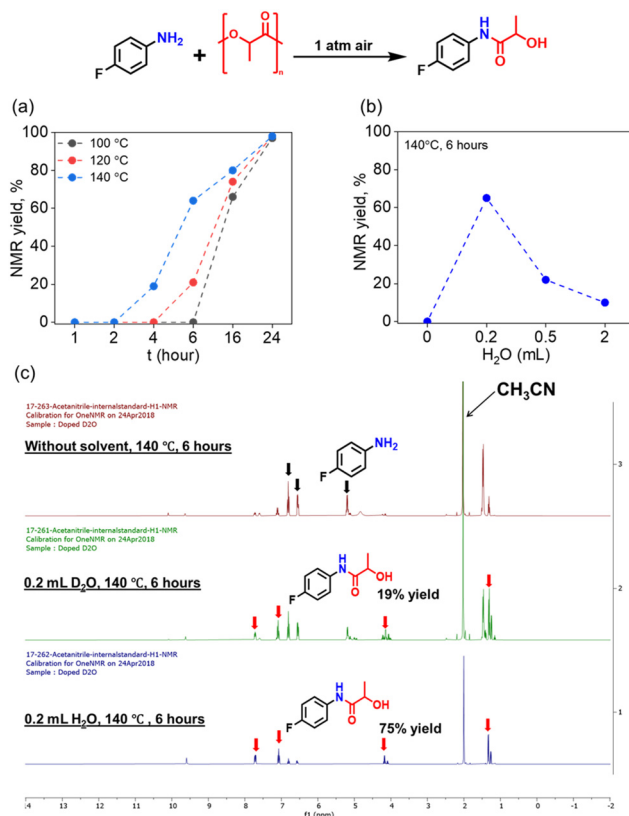 NH2
F
+
O
O
n
1 atm air
H
N
OH
O
F
(a)
100
80
60
40
20
0
NMR yield, %
100 °C
120 °C
140 °C
1 2 4 6 16 24
t (hour)
(b)
100
80
60
40
20
0
NMR yield, %
140°C, 6 hours
0 0.2 0.5 2
H2O (mL)
(c)
CH3CN
17-263-Acetanitrile-internalstandard-H1-NMR
Calibration for OneNMR on 24Apr2018
Sample : Doped D2O
Without solvent, 140 °C, 6 hours
NH2
F
3
17-261-Acetanitrile-internalstandard-H1-NMR
Calibration for OneNMR on 24Apr2018
Sample : Doped D2O
0.2 mL D2O, 140 °C, 6 hours
H
N
OH
O
F
19% yield
2
17-262-Acetanitrile-internalstandard-H1-NMR
Calibration for OneNMR on 24Apr2018
Sample : Doped D2O
0.2 mL H2O, 140 °C , 6 hours
H
N
OH
O
F
75% yield
1
14 13 12 11 10 9 8 7 6 5 4 3 2 1 0 -1 -2
f1 (ppm)